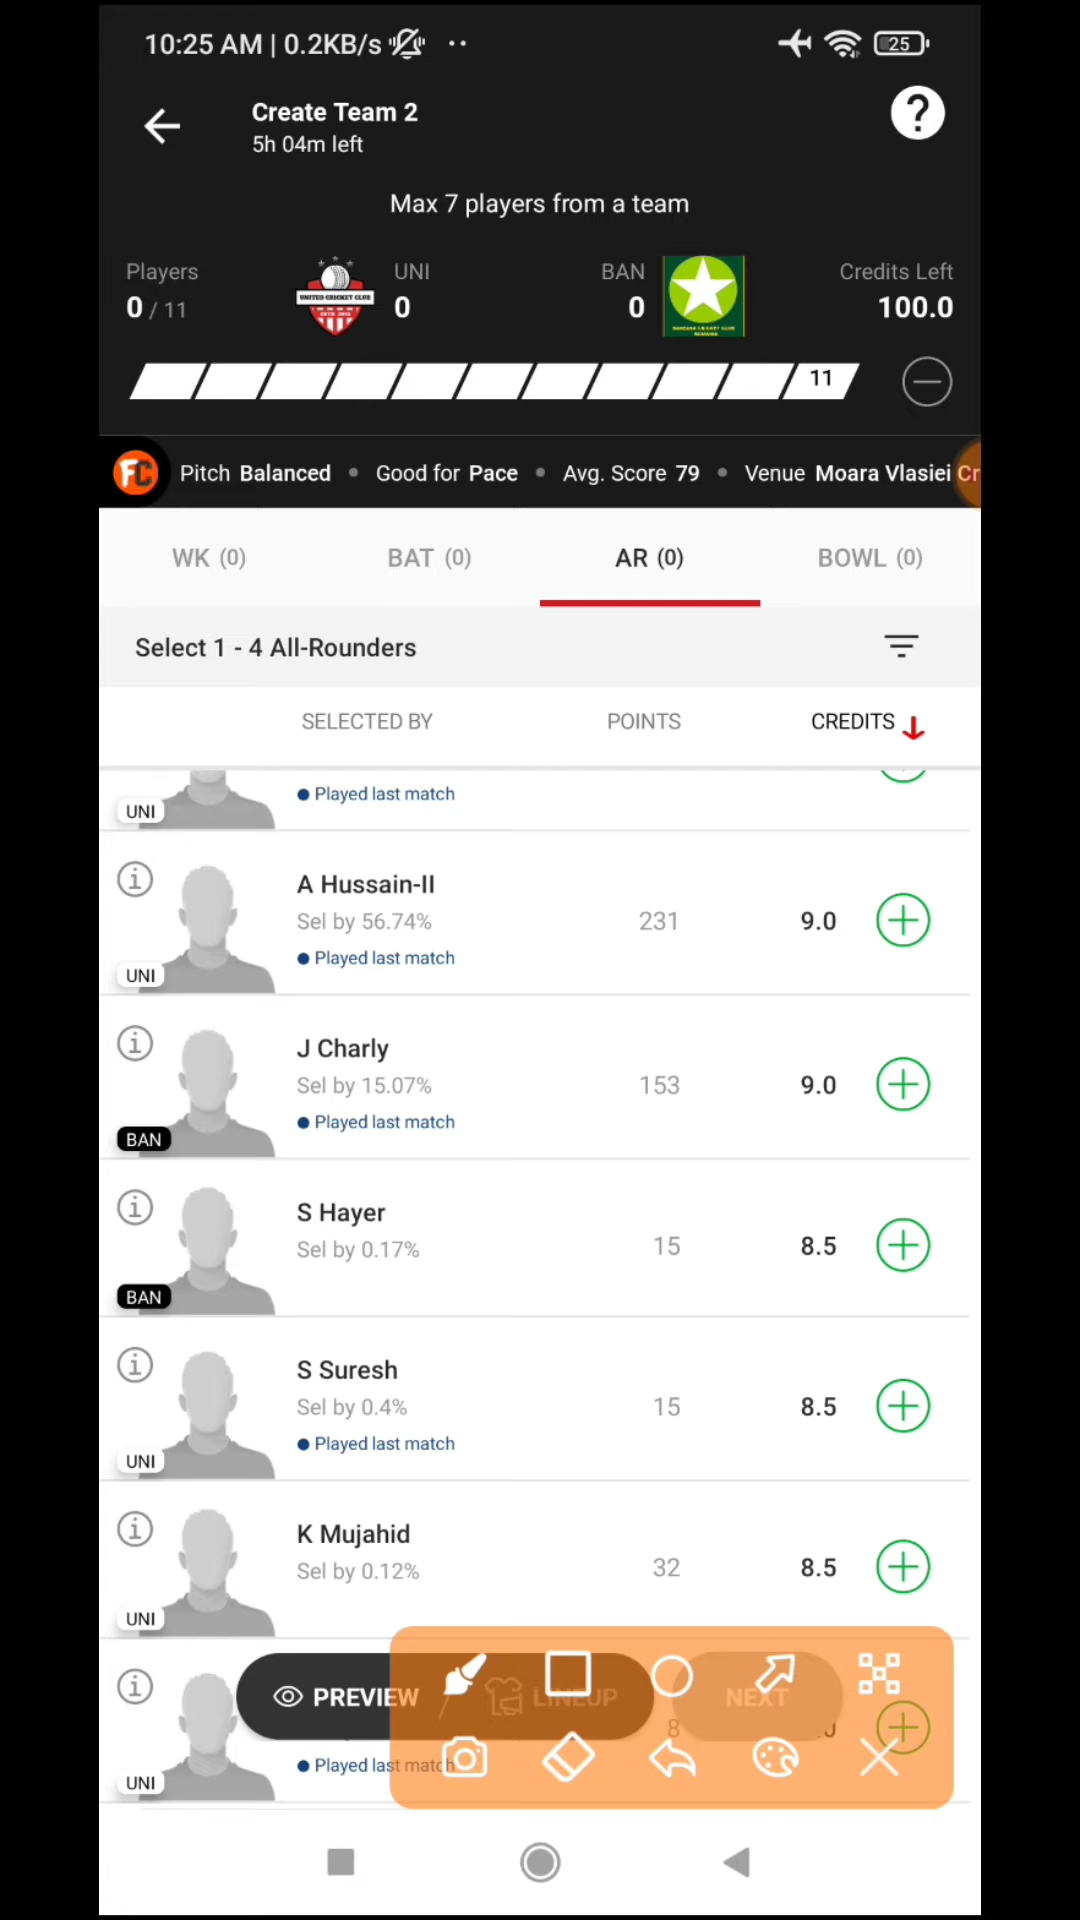 10:25 AM | 0.2KB/s
25
Create Team 2
5h 04m left
?
Max 7 players from a team
Players
0 / 11
UNITED CRICKET CLUB
UNI
0
BAN
0
Credits Left
100.0
11
FC Pitch Balanced • Good for Pace • Avg. Score 79 • Venue Moara Vlasiei Cr
WK (0) BAT (0) AR (0) BOWL (0)
Select 1 - 4 All-Rounders
SELECTED BY POINTS CREDITS
Played last match
UNI
A Hussain-II
Sel by 56.74% 231 9.0
Played last match
UNI
J Charly
Sel by 15.07% 153 9.0
Played last match
BAN
S Hayer
Sel by 0.17% 15 8.5
BAN
S Suresh
Sel by 0.4% 15 8.5
Played last match
UNI
K Mujahid
Sel by 0.12% 32 8.5
UNI
PREVIEW LINEUP NEXT
8
Played last match
UNI